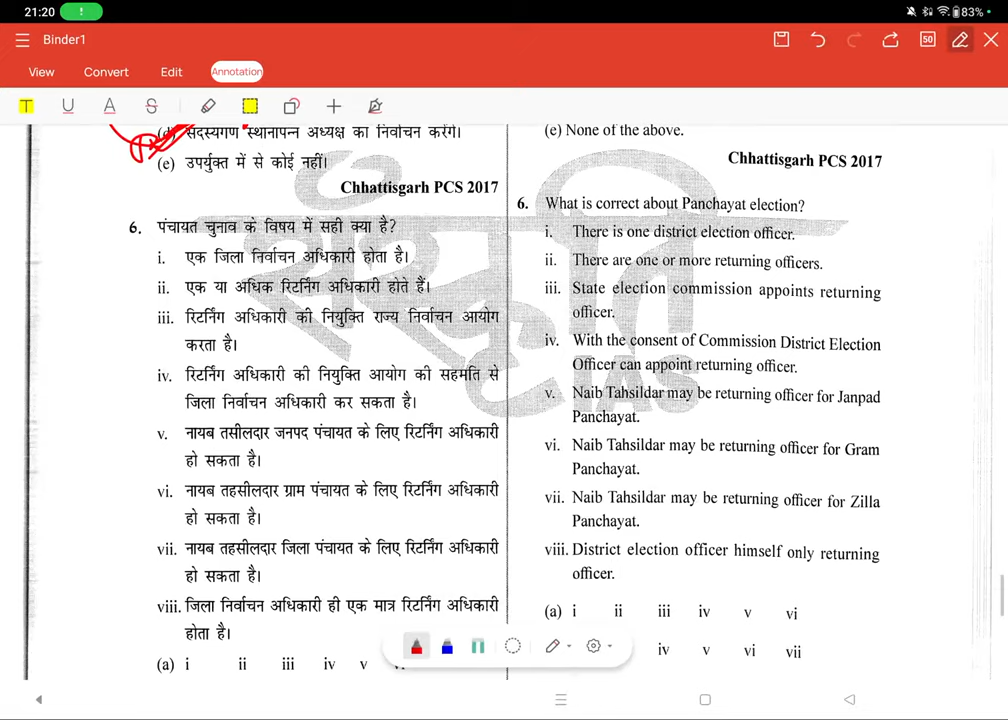 21:20
83%
Binder1
50
View Convert Edit Annotation
T U A S
(d) सदस्यगण स्थानापन्न अध्यक्ष का निर्वाचन करेंगे।
(e) उपर्युक्त में से कोई नहीं।
Chhattisgarh PCS 2017
6. पंचायत चुनाव के विषय में सही क्या है?
i. एक जिला निर्वाचन अधिकारी होता है।
ii. एक या अधिक रिटर्निंग अधिकारी होते हैं।
iii. रिटर्निंग अधिकारी की नियुक्ति राज्य निर्वाचन आयोग
करता है।
iv. रिटर्निंग अधिकारी की नियुक्ति आयोग की सहमति से
जिला निर्वाचन अधिकारी कर सकता है।
v. नायब तसीलदार जनपद पंचायत के लिए रिटर्निंग अधिकारी
हो सकता है।
vi. नायब तहसीलदार ग्राम पंचायत के लिए रिटर्निंग अधिकारी
हो सकता है।
vii. नायब तहसीलदार जिला पंचायत के लिए रिटर्निंग अधिकारी
हो सकता है।
viii. जिला निर्वाचन अधिकारी ही एक मात्र रिटर्निंग अधिकारी
होता है।
(a) i ii iii iv v
(e) None of the above.
Chhattisgarh PCS 2017
6. What is correct about Panchayat election?
i. There is one district election officer.
ii. There are one or more returning officers.
iii. State election commission appoints returning
officer.
iv. With the consent of Commission District Election
Officer can appoint returning officer.
v. Naib Tahsildar may be returning officer for Janpad
Panchayat.
vi. Naib Tahsildar may be returning officer for Gram
Panchayat.
vii. Naib Tahsildar may be returning officer for Zilla
Panchayat.
viii. District election officer himself only returning
officer.
(a) i ii iii iv v vi
iv v vi vii
संस्कृति
IAS